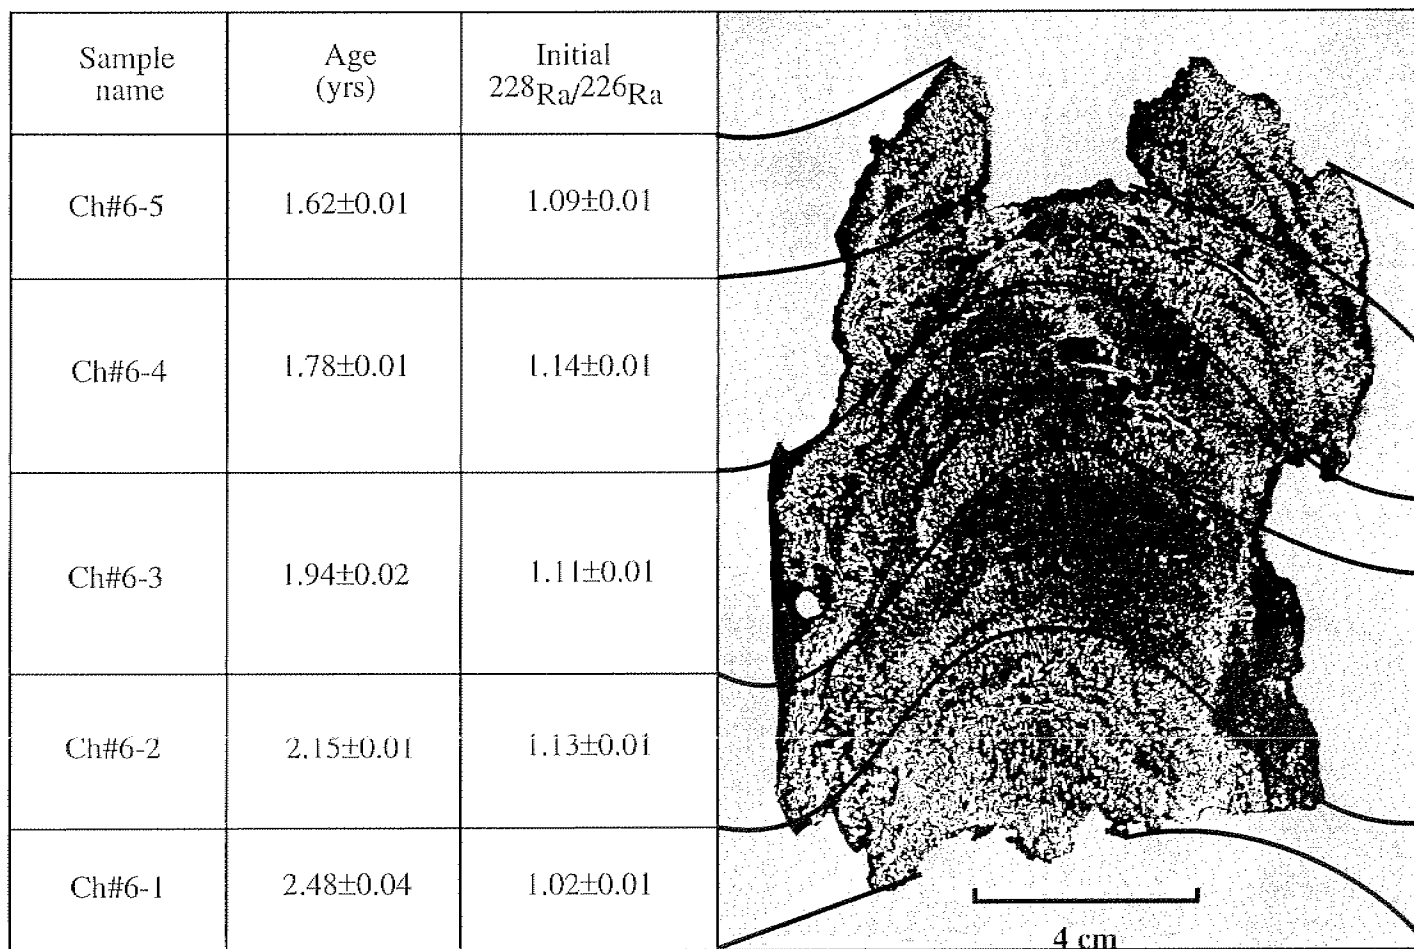 Sample name
Age (yrs)
Initial ²²⁸Ra/²²⁶Ra
Ch#6-5 1.62±0.01 1.09±0.01
Ch#6-4 1.78±0.01 1.14±0.01
Ch#6-3 1.94±0.02 1.11±0.01
Ch#6-2 2.15±0.01 1.13±0.01
Ch#6-1 2.48±0.04 1.02±0.01
4 cm